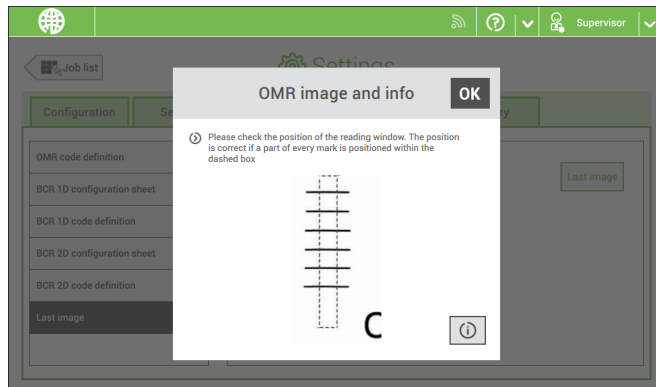 Supervisor
Job list
Settings
OMR image and info
OK
Configuration
Se
ry
Please check the position of the reading window. The position
is correct if a part of every mark is positioned within the
dashed box
OMR code definition
BCR 1D configuration sheet
BCR 1D code definition
BCR 2D configuration sheet
BCR 2D code definition
Last image
Last image
C